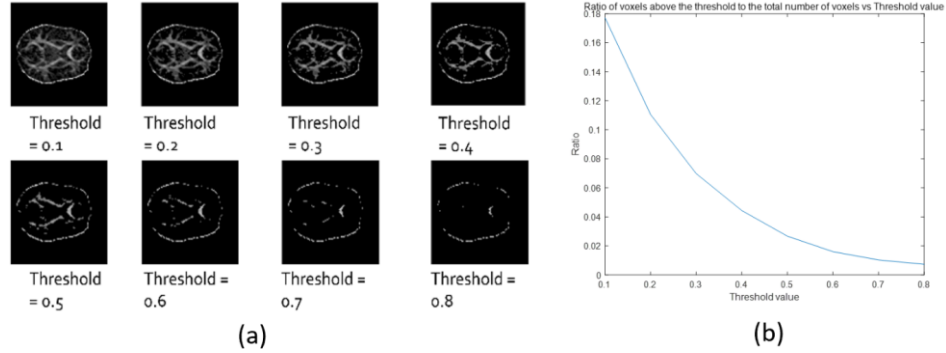 Threshold
= 0.1
Threshold
= 0.2
Threshold
= 0.3
Threshold
= 0.4
Threshold
= 0.5
Threshold =
0.6
Threshold =
0.7
Threshold =
0.8
(a)
Ratio of voxels above the threshold to the total number of voxels vs Threshold value
0.18
0.16
0.14
0.12
0.1
0.08
0.06
0.04
0.02
0
Ratio
0.1 0.2 0.3 0.4 0.5 0.6 0.7 0.8
Threshold value
(b)